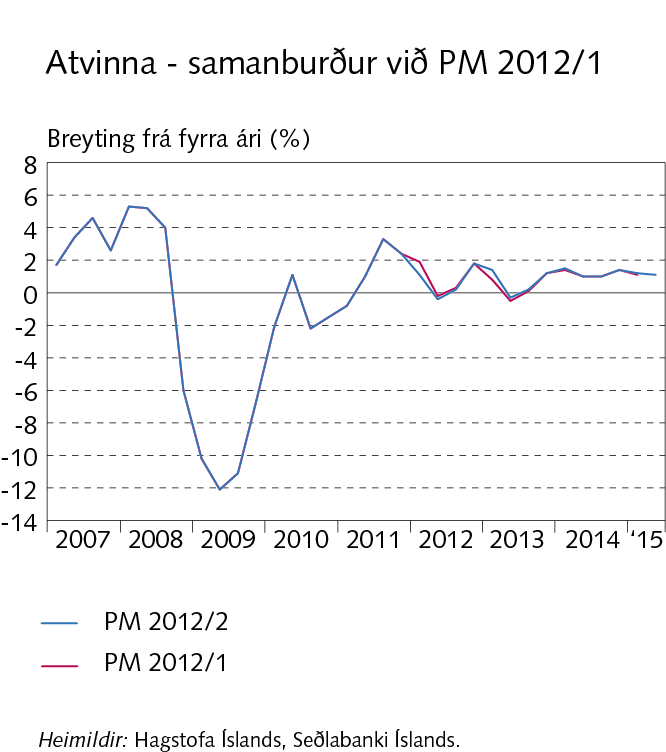 Atvinna - samanburður við PM 2012/1
Breyting frá fyrra ári (%)
8
6
4
2
0
-2
-4
-6
-8
-10
-12
-14
2007 2008 2009 2010 2011 2012 2013 2014 '15
PM 2012/2
PM 2012/1
Heimildir: Hagstofa Íslands, Seðlabanki Íslands.